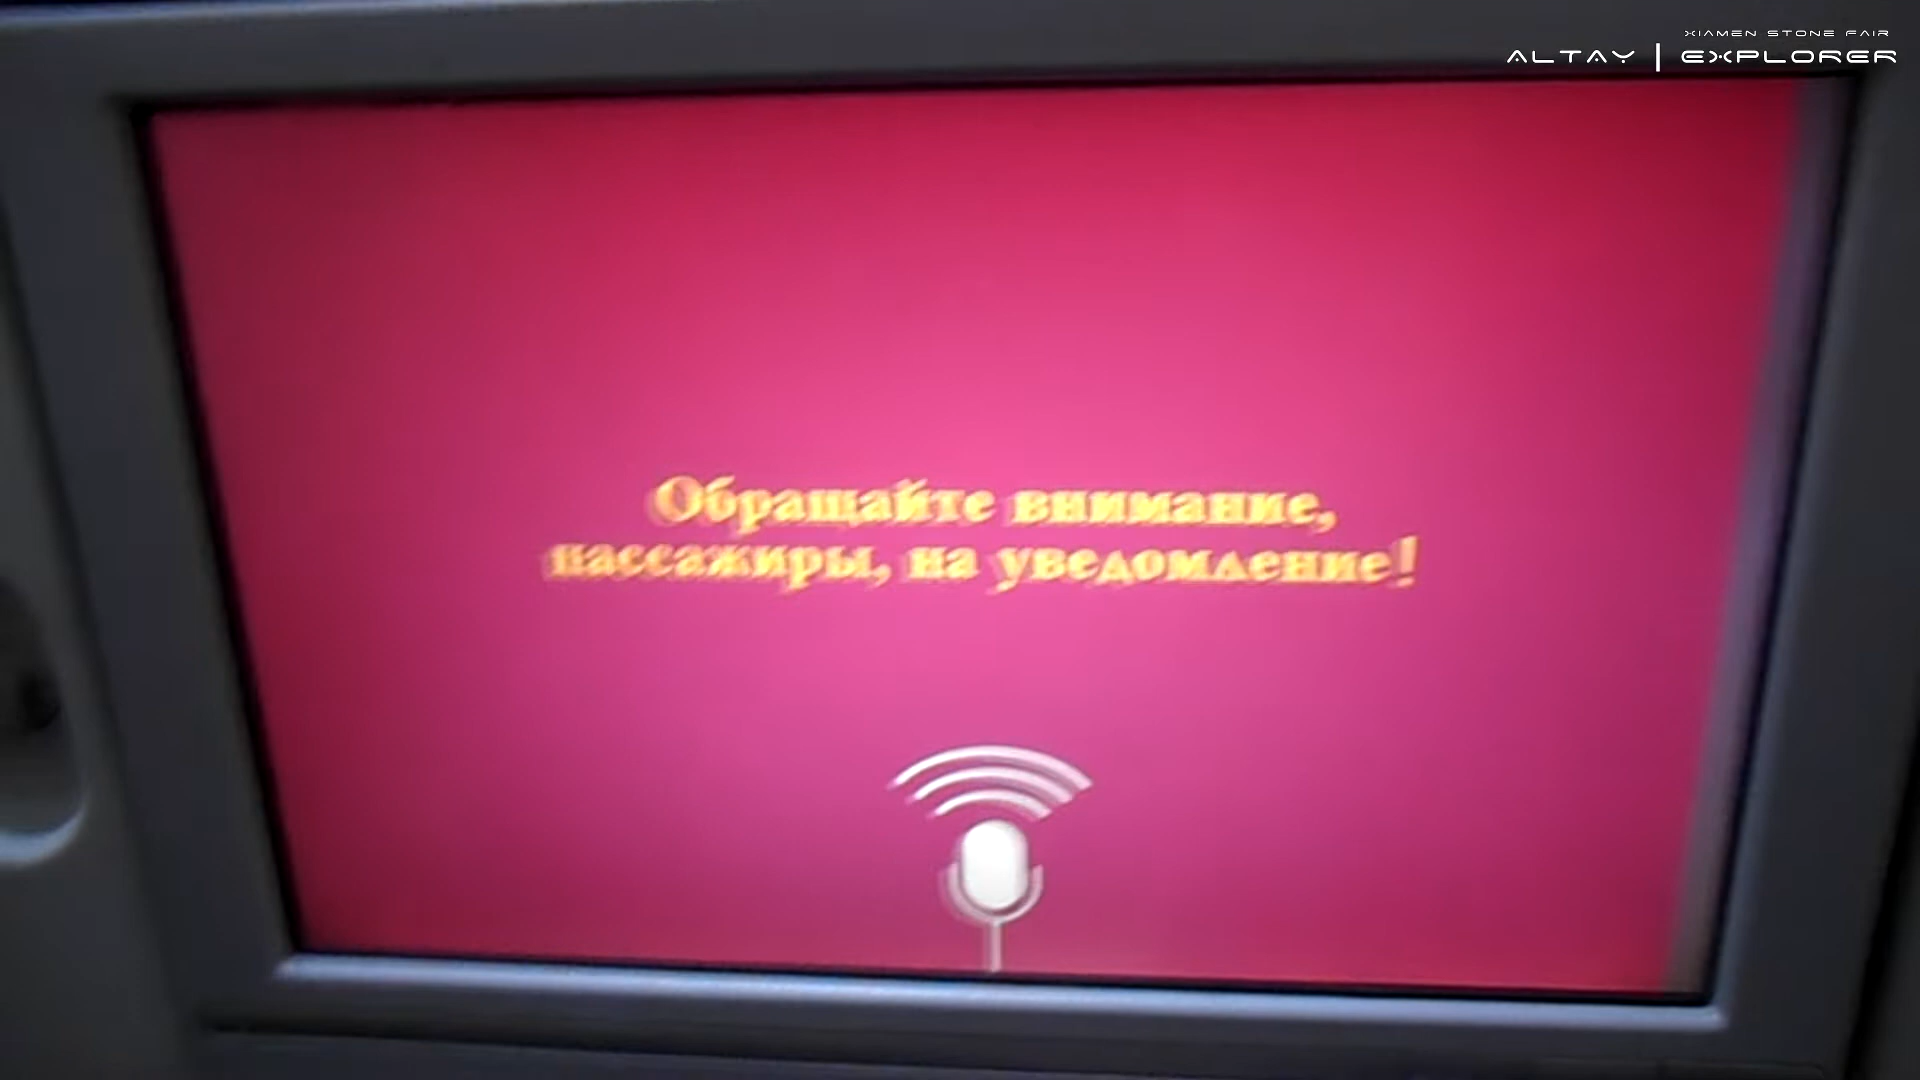 XIAMEN STONE FAIR
ALTAY | EXPLORER
Обращайте внимание,
пассажиры, на уведомление!